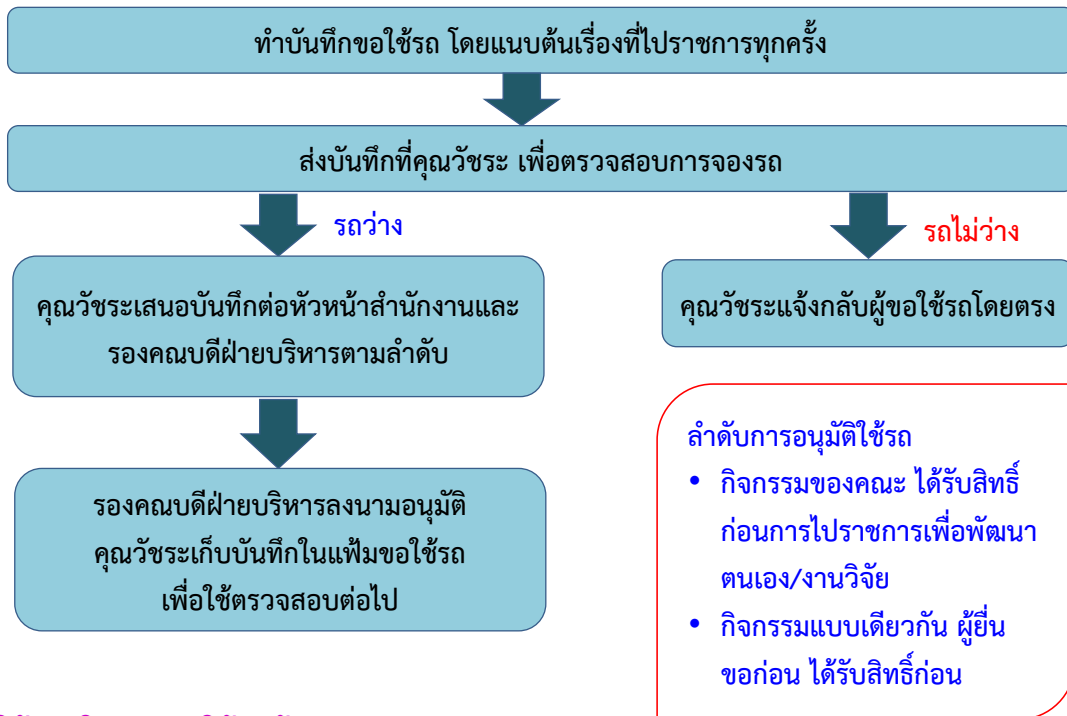 ทำบันทึกขอใช้รถ โดยแนบต้นเรื่องที่ไปราชการทุกครั้ง
ส่งบันทึกที่คุณวัชระ เพื่อตรวจสอบการจองรถ
รถว่าง
รถไม่ว่าง
คุณวัชระเสนอบันทึกต่อหัวหน้าสำนักงานและ
รองคณบดีฝ่ายบริหารตามลำดับ
คุณวัชระแจ้งกลับผู้ขอใช้รถโดยตรง
รองคณบดีฝ่ายบริหารลงนามอนุมัติ
คุณวัชระเก็บบันทึกในแฟ้มขอใช้รถ
เพื่อใช้ตรวจสอบต่อไป
ลำดับการอนุมัติใช้รถ
• กิจกรรมของคณะ ได้รับสิทธิ์
ก่อนการไปราชการเพื่อพัฒนา
ตนเอง/งานวิจัย
• กิจกรรมแบบเดียวกัน ผู้ยื่น
ขอก่อน ได้รับสิทธิ์ก่อน